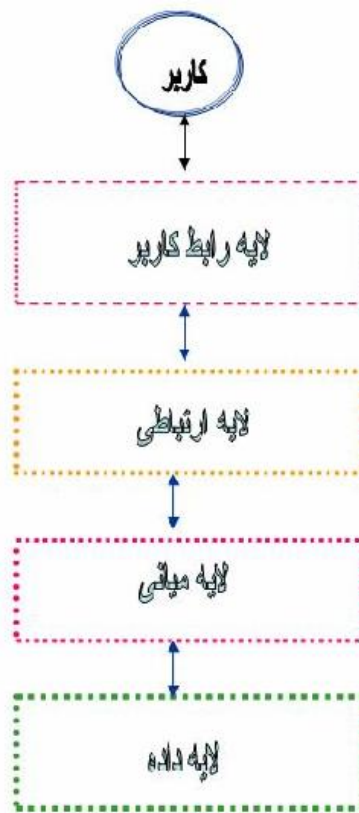 کاربر
لایه رابط کاربر
لایه ارتباطی
لایه میانی
لایه داده